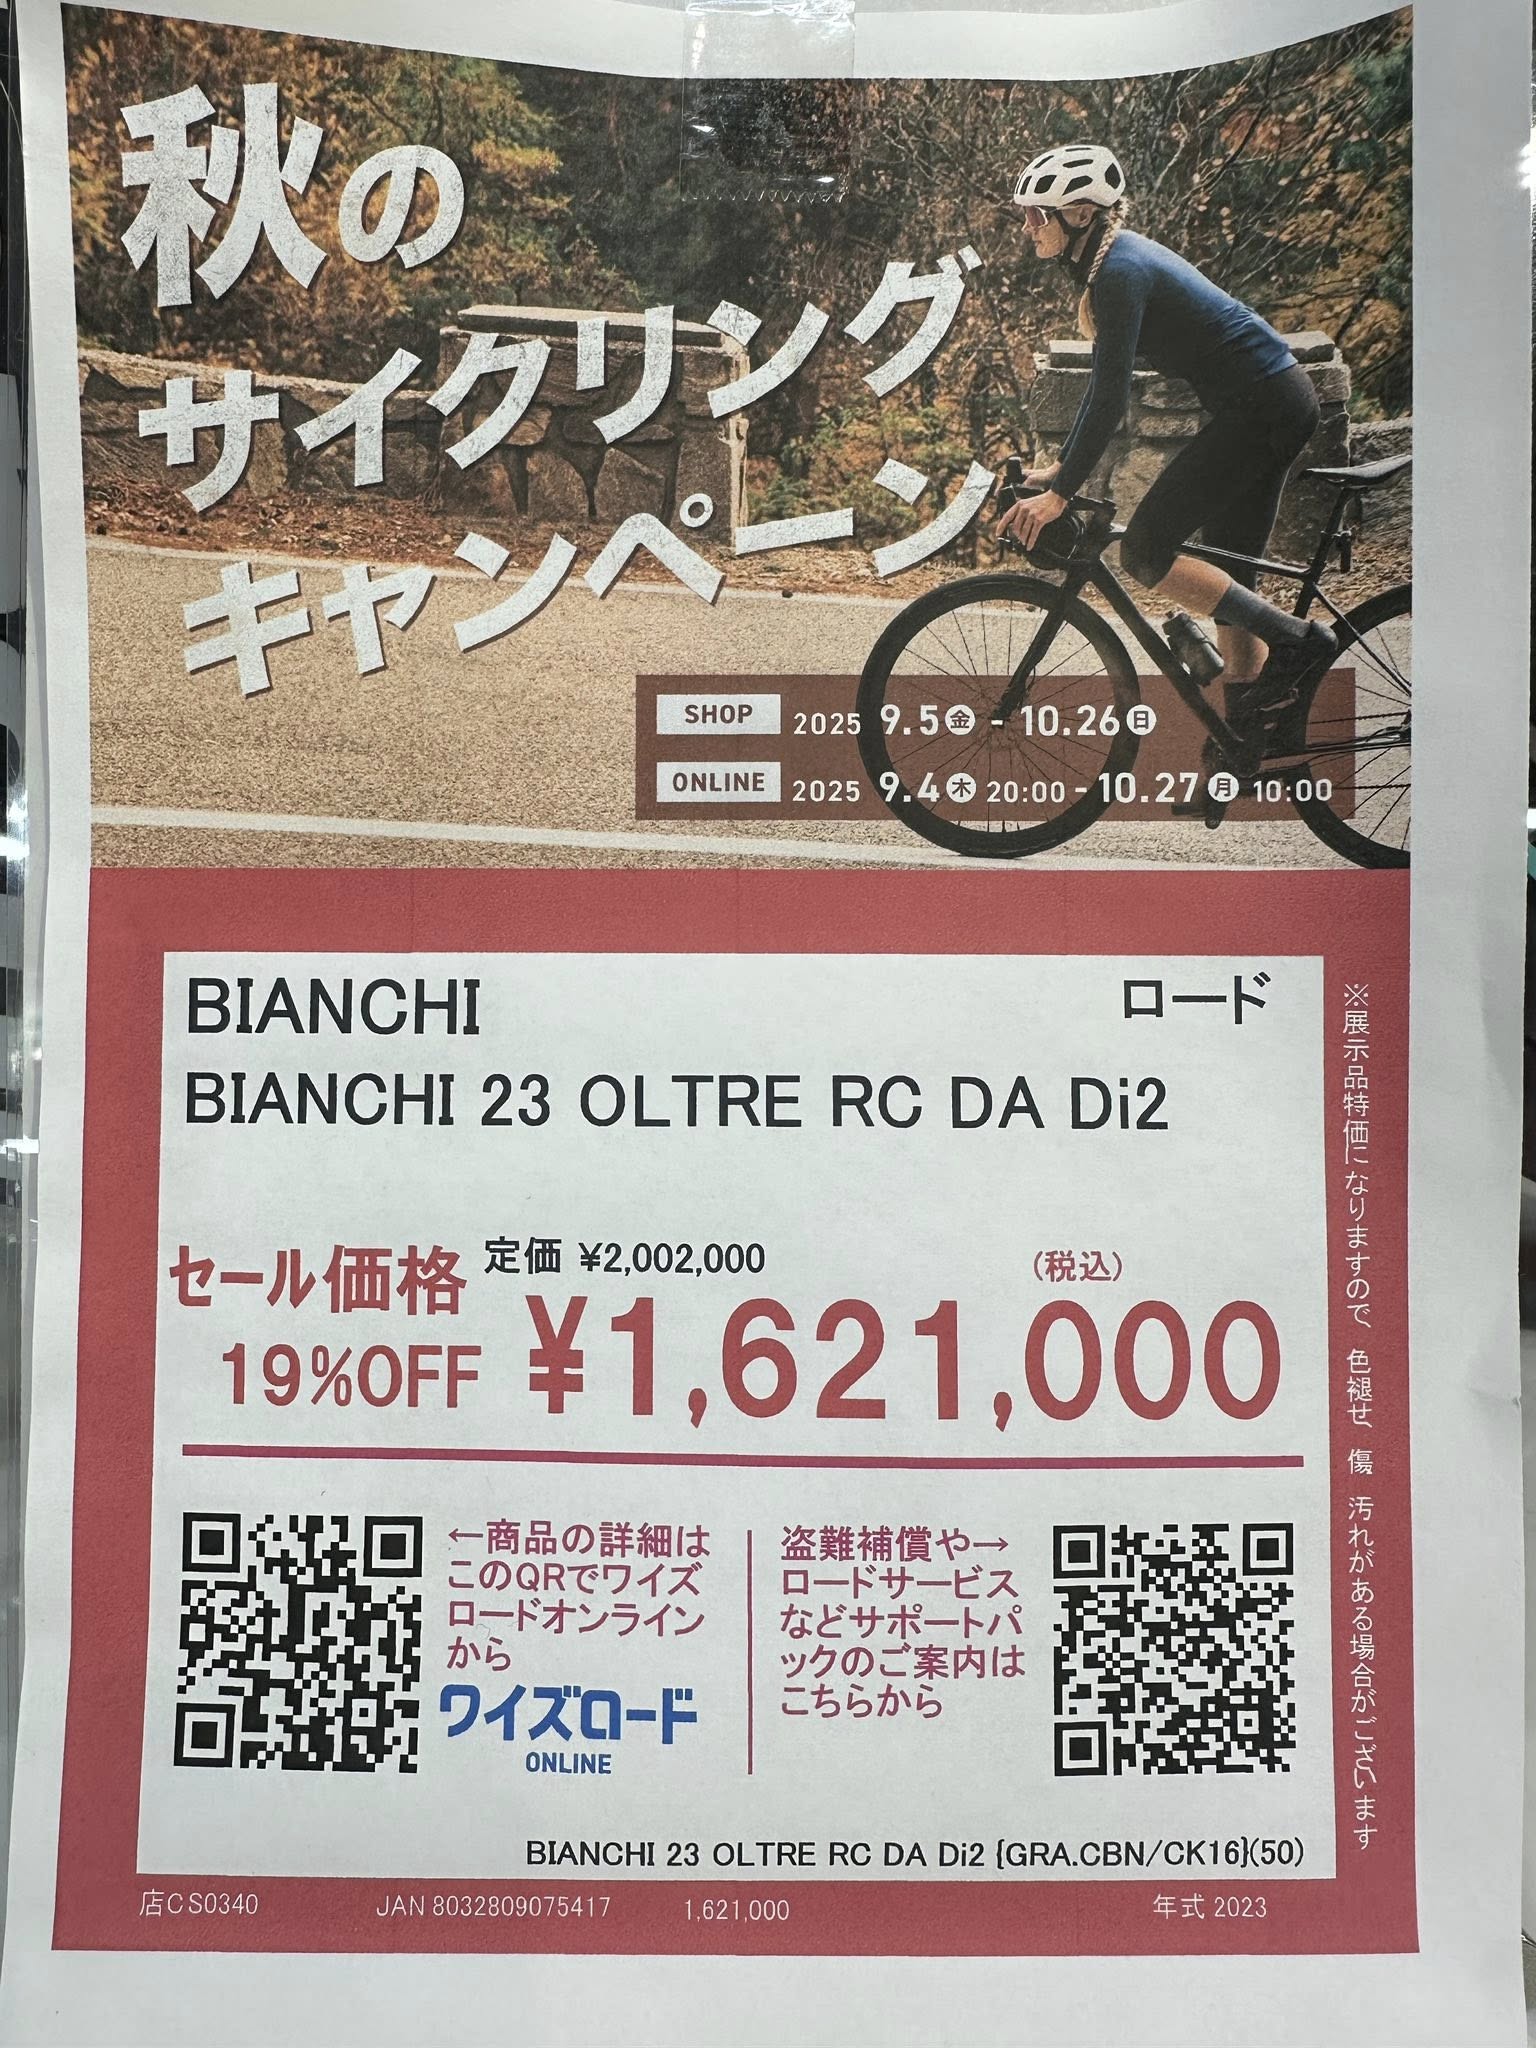 秋の
サイクリング
キャンペーン
SHOP 2025 9.5金 - 10.26日
ONLINE 2025 9.4木 20:00 - 10.27月 10:00
BIANCHI
ロード
BIANCHI 23 OLTRE RC DA Di2
セール価格
定価 ¥2,002,000
(税込)
19%OFF
¥1,621,000
←商品の詳細は
このQRでワイズ
ロードオンライン
から
ワイズロード
ONLINE
盗難補償や→
ロードサービス
などサポートパ
ックのご案内は
こちらから
BIANCHI 23 OLTRE RC DA Di2 {GRA.CBN/CK16}(50)
※展示品特価になりますので、色褪せ、傷、汚れがある場合がございます
店CS0340
JAN 8032809075417
1,621,000
年式 2023